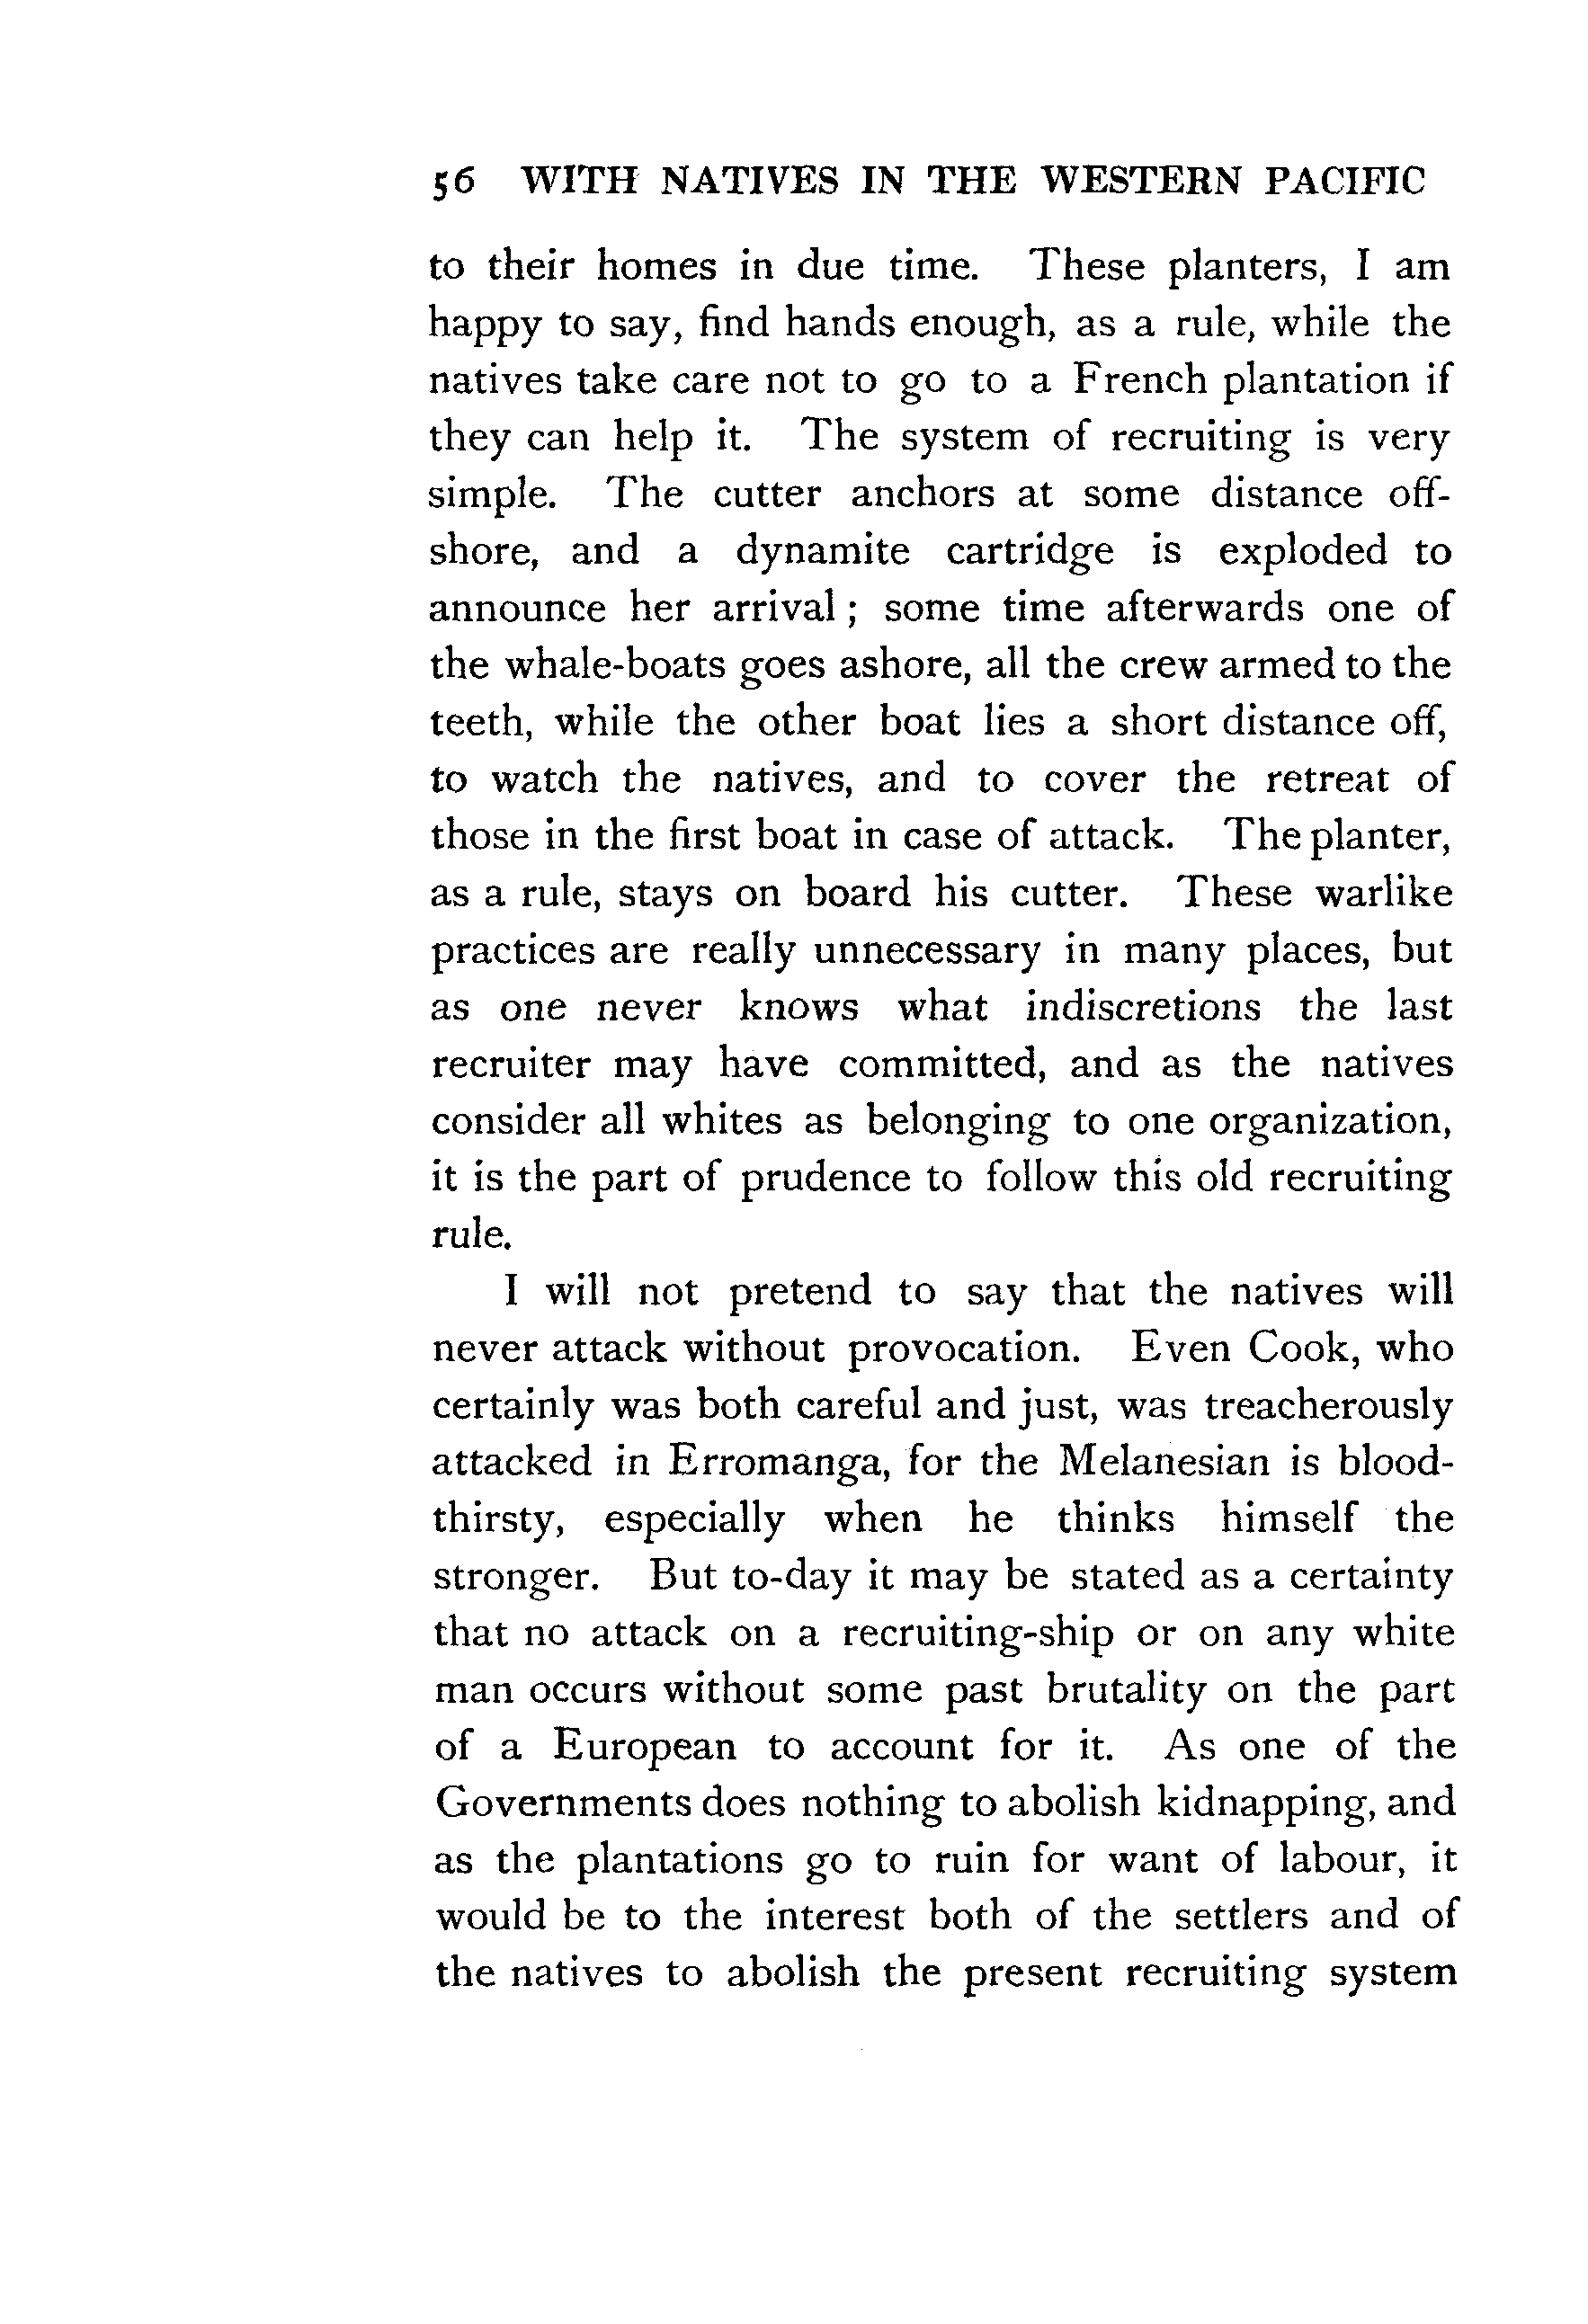 56 WITH NATIVES IN THE WESTERN PACIFIC
to their homes in due time. These planters, I am
happy to say, find hands enough, as a rule, while the
natives take care not to go to a French plantation if
they can help it. The system of recruiting is very
simple. The cutter anchors at some distance off-
shore, and a dynamite cartridge is exploded to
announce her arrival; some time afterwards one of
the whale-boats goes ashore, all the crew armed to the
teeth, while the other boat lies a short distance off,
to watch the natives, and to cover the retreat of
those in the first boat in case of attack. The planter,
as a rule, stays on board his cutter. These warlike
practices are really unnecessary in many places, but
as one never knows what indiscretions the last
recruiter may have committed, and as the natives
consider all whites as belonging to one organization,
it is the part of prudence to follow this old recruiting
rule.
I will not pretend to say that the natives will
never attack without provocation. Even Cook, who
certainly was both careful and just, was treacherously
attacked in Erromanga, for the Melanesian is blood-
thirsty, especially when he thinks himself the
stronger. But to-day it may be stated as a certainty
that no attack on a recruiting-ship or on any white
man occurs without some past brutality on the part
of a European to account for it. As one of the
Governments does nothing to abolish kidnapping, and
as the plantations go to ruin for want of labour, it
would be to the interest both of the settlers and of
the natives to abolish the present recruiting system